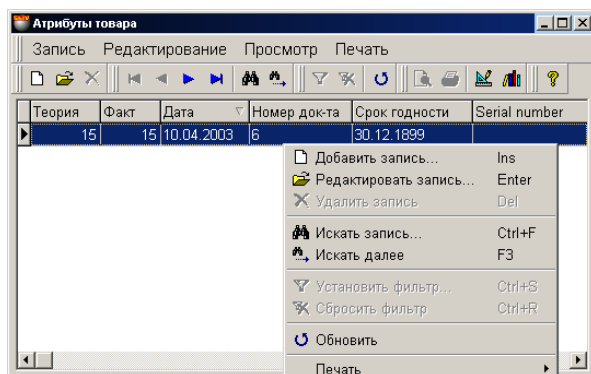 Атрибуты товара
Запись Редактирование Просмотр Печать
Теория Факт Дата Номер док-та Срок годности Serial number
15 15 10.04.2003 6 30.12.1899
Добавить запись... Ins
Редактировать запись... Enter
Удалить запись Del
Искать запись... Ctrl+F
Искать далее F3
Установить фильтр... Ctrl+S
Сбросить фильтр Ctrl+R
Обновить
Печать